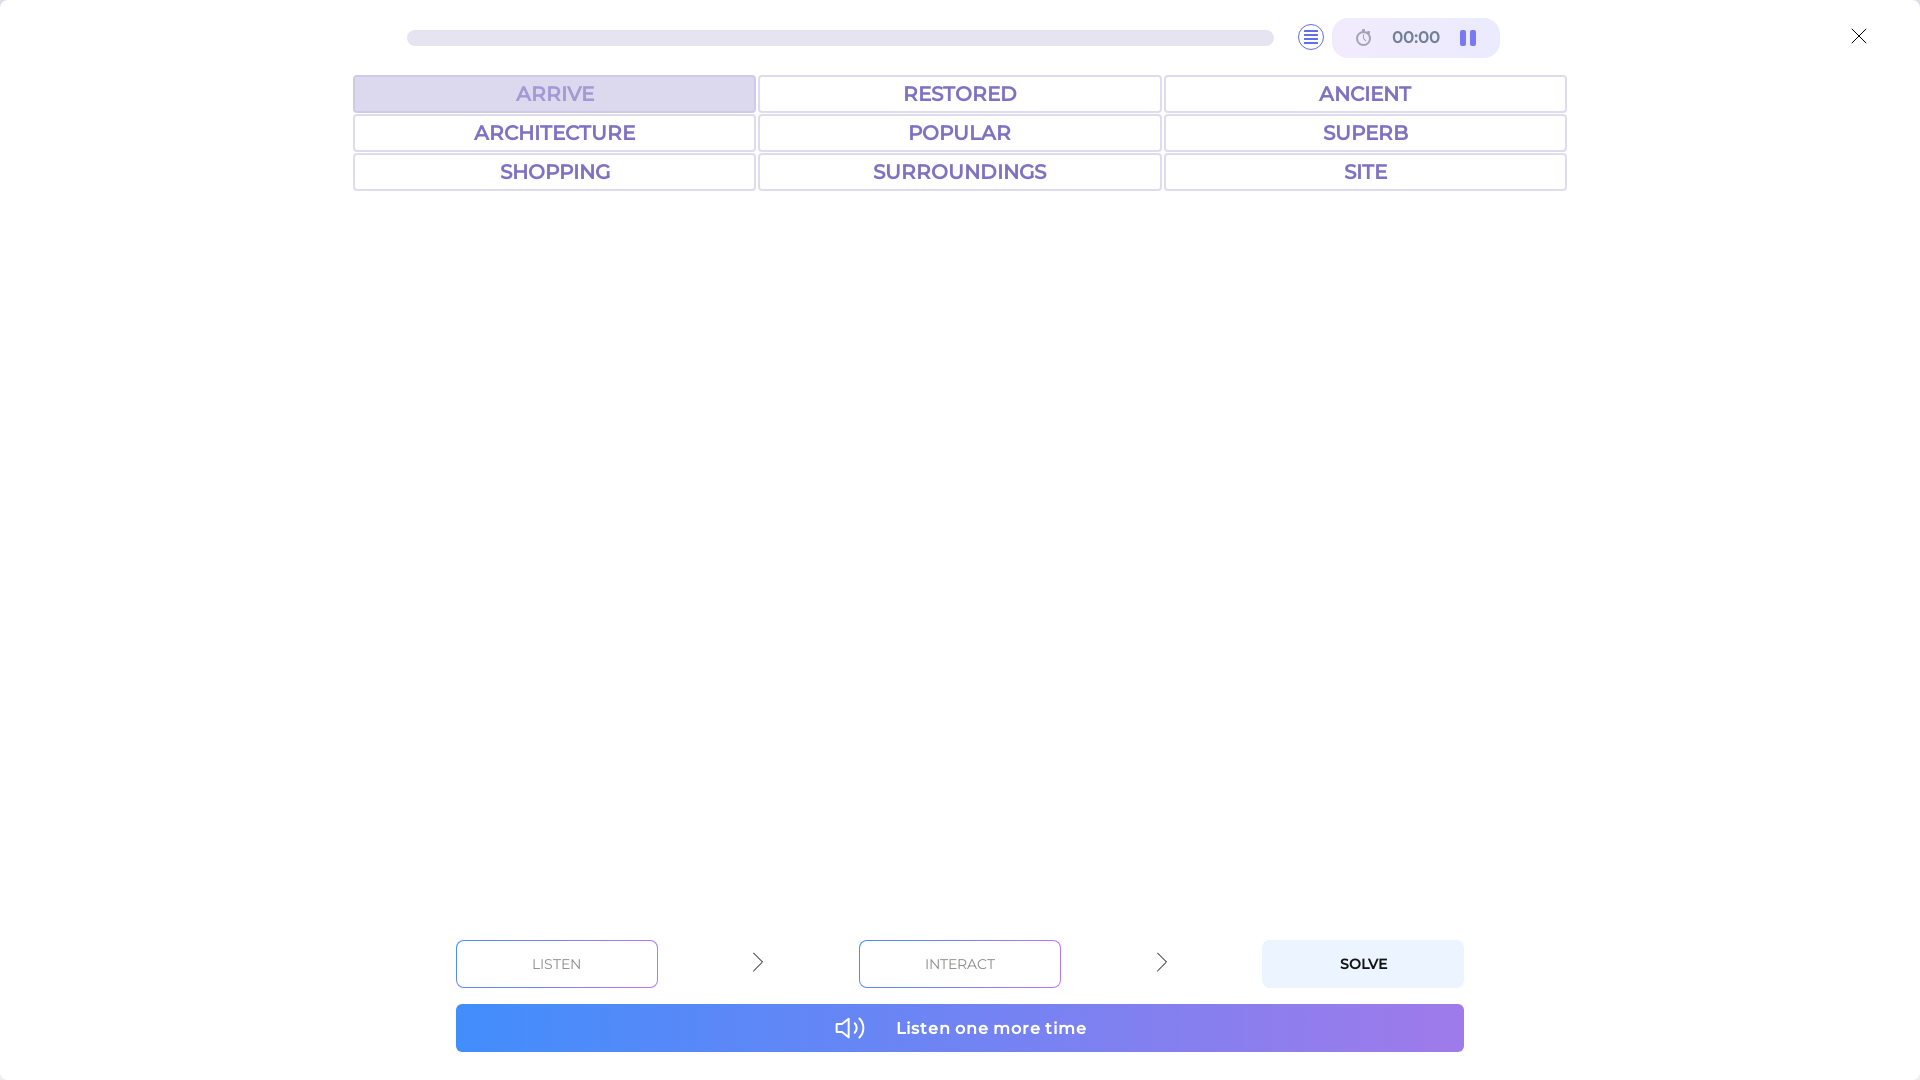 00:00
ARRIVE RESTORED ANCIENT
ARCHITECTURE POPULAR SUPERB
SHOPPING SURROUNDINGS SITE
LISTEN INTERACT SOLVE
Listen one more time